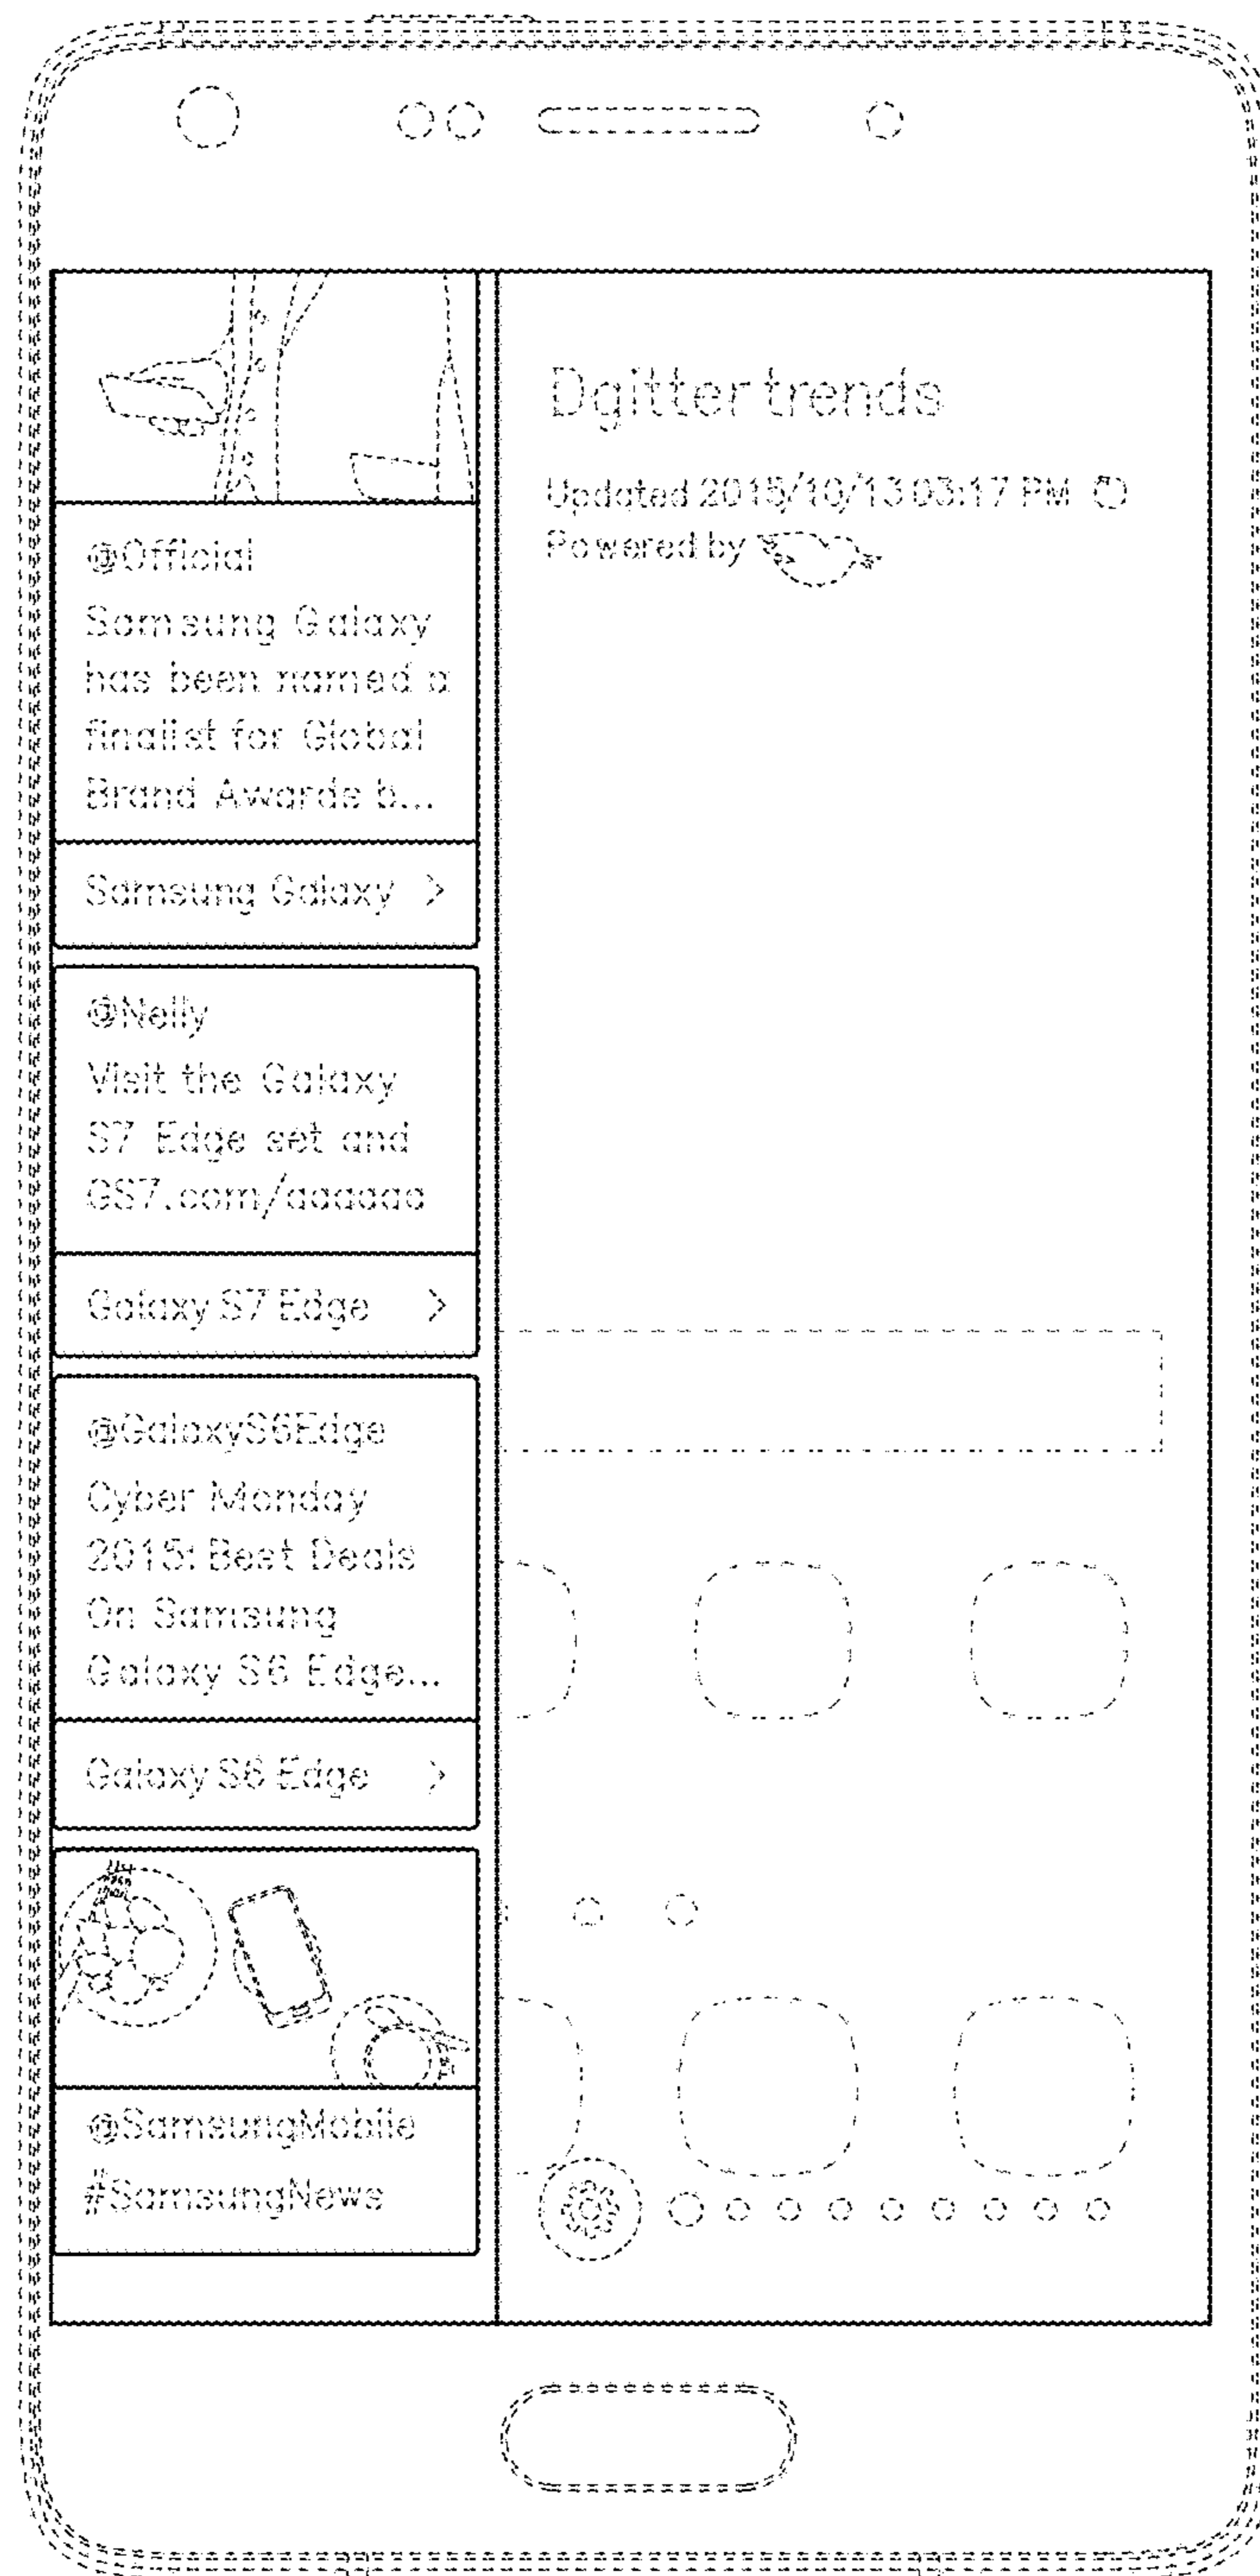 @Official
Samsung Galaxy
has been named a
finalist for Global
Brand Awards b...
Samsung Galaxy >
@Nelly
Visit the Galaxy
S7 Edge set and
GS7.com/aaaaaa
Galaxy S7 Edge >
@GalaxyS6Edge
Cyber Monday
2015: Best Deals
On Samsung
Galaxy S6 Edge...
Galaxy S6 Edge >
@SamsungMobile
#SamsungNews
Dgitter trends
Updated 2015/10/13 03:17 PM
Powered by